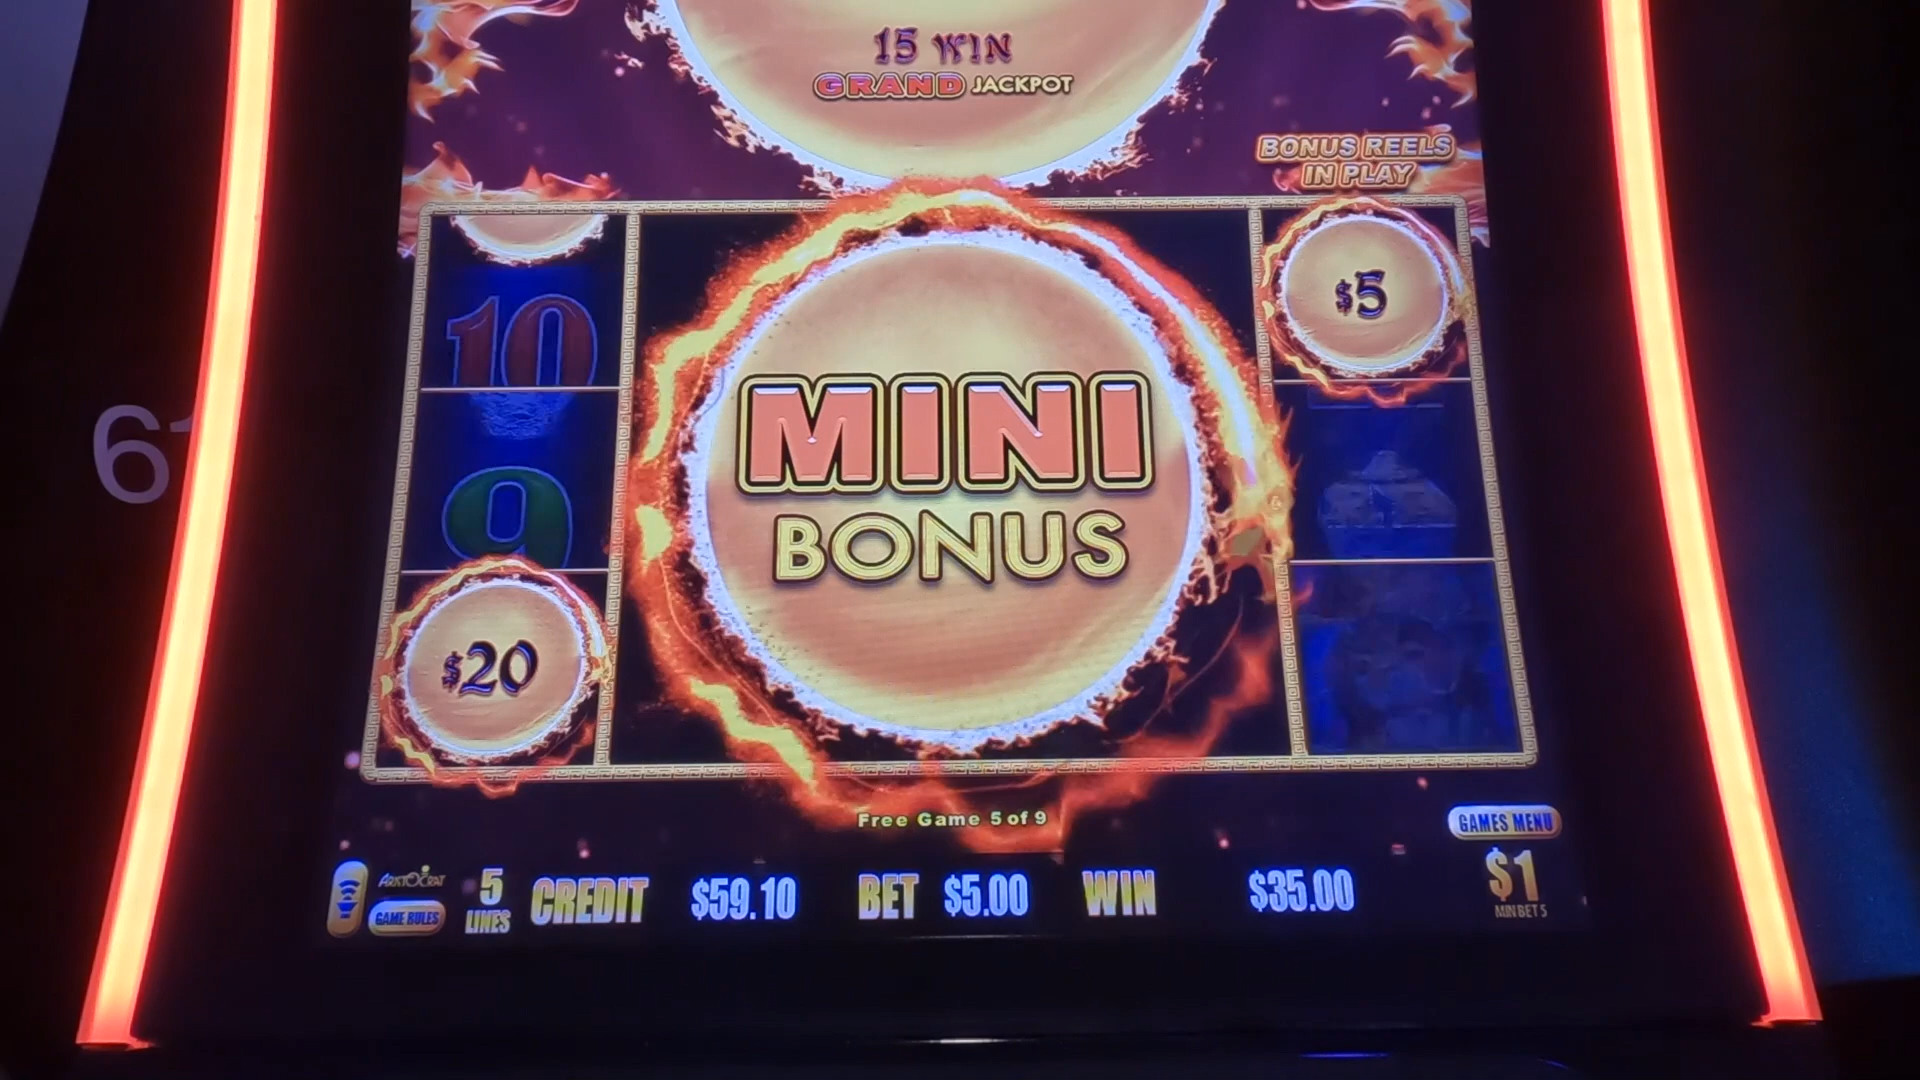 15 WIN
GRAND JACKPOT
BONUS REELS
IN PLAY
10
$5
MINI
BONUS
9
$20
Free Game 5 of 9
GAMES MENU
ARISTOCRAT
GAME RULES
5
LINES
CREDIT $59.10 BET $5.00 WIN $35.00
$1
MIN BET 5
61